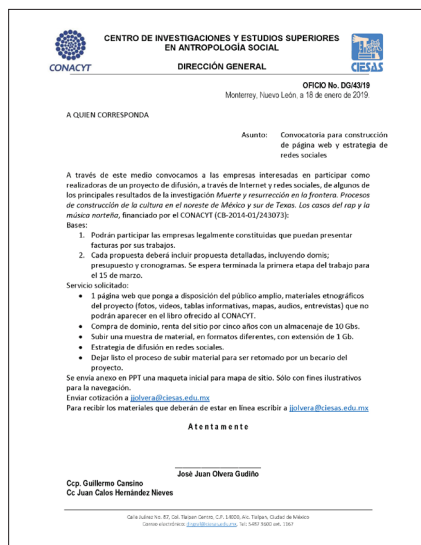 CENTRO DE INVESTIGACIONES Y ESTUDIOS SUPERIORES
EN ANTROPOLOGÍA SOCIAL
CONACYT
DIRECCIÓN GENERAL
CIESAS
OFICIO No. DG/43/19
Monterrey, Nuevo León. a 18 de enero de 2019.
A QUIEN CORRESPONDA
Asunto: Convocatoria para construcción
de página web y estrategia de
redes sociales
A través de este medio convocamos a las empresas interesadas en participar como
realizadoras de un proyecto de difusión, a través de Internet y redes sociales, de algunos de
los principales resultados de la investigación Muerte y resurrección en la frontera. Procesos
de construcción de la cultura en el noreste de México y sur de Texas. Los casos del rap y la
música norteña, financiado por el CONACYT (CB-2014-01/243073):
Bases:
1. Podrán participar las empresas legalmente constituidas que puedan presentar
facturas por sus trabajos.
2. Cada propuesta deberá incluir propuesta detalladas, incluyendo domis;
presupuesto y cronogramas. Se espera terminada la primera etapa del trabajo para
el 15 de marzo.
Servicio solicitado:
• 1 página web que ponga a disposición del público amplio, materiales etnográficos
del proyecto (fotos, videos, tablas informativas, mapas, audios, entrevistas) que no
podrán aparecer en el libro ofrecido al CONACYT.
• Compra de dominio, renta del sitio por cinco años con un almacenaje de 10 Gbs.
• Subir una muestra de material, en formatos diferentes, con extensión de 1 Gb.
• Estrategia de difusión en redes sociales.
• Dejar listo el proceso de subir material para ser retomado por un becario del
proyecto.
Se envía anexo en PPT una maqueta inicial para mapa de sitio. Sólo con fines ilustrativos
para la navegación.
Enviar cotización a jjolvera@ciesas.edu.mx
Para recibir los materiales que deberán de estar en línea escribir a jjolvera@ciesas.edu.mx
A t e n t a m e n t e
José Juan Olvera Gudiño
Ccp. Guillermo Cansino
Cc Juan Calos Hernández Nieves
Calle Juárez No. 87, Col. Tlalpan Centro, C.P. 14000, Alc. Tlalpan, Ciudad de México